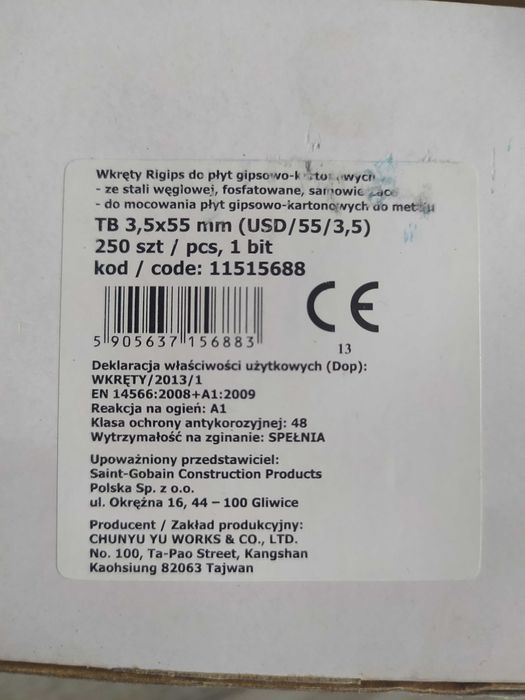 Wkręty Rigips do płyt
- ze stali węglowej, fosfatowane,
- do mocowania płyt gipsowo-kartonowych do metalu
TB 3,5x55 mm (USD/55/3,5)
250 szt / pcs, 1 bit
kod / code: 11515688
CE
5 905637 156883
13
Deklaracja właściwości użytkowych (Dop):
WKRĘTY/2013/1
EN 14566:2008+A1:2009
Reakcja na ogień: A1
Klasa ochrony antykorozyjnej: 48
Wytrzymałość na zginanie: SPEŁNIA
Upoważniony przedstawiciel:
Saint-Gobain Construction Products
Polska Sp. z o.o.
ul. Okrężna 16, 44 – 100 Gliwice
Producent / Zakład produkcyjny:
CHUNYU YU WORKS & CO., LTD.
No. 100, Ta-Pao Street, Kangshan
Kaohsiung 82063 Tajwan